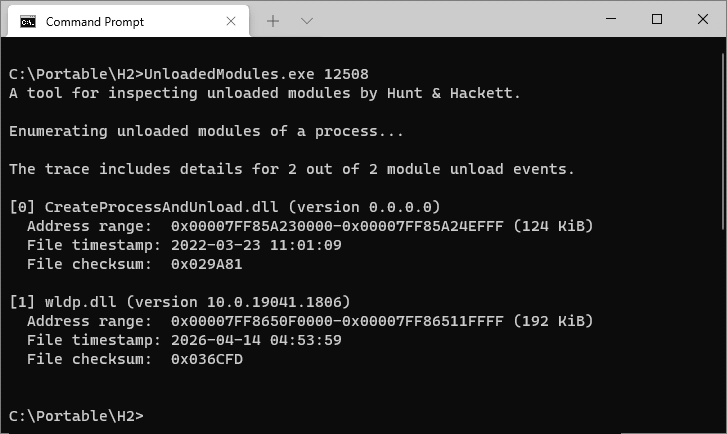 Command Prompt
C:\Portable\H2>UnloadedModules.exe 12508
A tool for inspecting unloaded modules by Hunt & Hackett.
Enumerating unloaded modules of a process...
The trace includes details for 2 out of 2 module unload events.
[0] CreateProcessAndUnload.dll (version 0.0.0.0)
Address range:  0x00007FF85A230000-0x00007FF85A24EFFF (124 KiB)
File timestamp: 2022-03-23 11:01:09
File checksum:  0x029A81
[1] wldp.dll (version 10.0.19041.1806)
Address range:  0x00007FF8650F0000-0x00007FF86511FFFF (192 KiB)
File timestamp: 2026-04-14 04:53:59
File checksum:  0x036CFD
C:\Portable\H2>